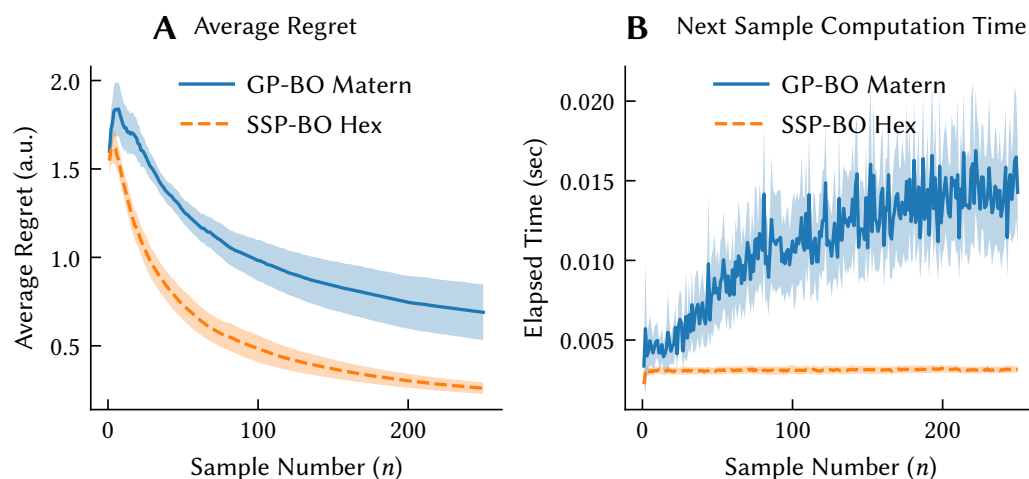 A Average Regret
2.0
1.5
1.0
0.5
Average Regret (a.u.)
GP-BO Matern
SSP-BO Hex
0
100
200
Sample Number (n)
B Next Sample Computation Time
0.020
0.015
0.010
0.005
Elapsed Time (sec)
GP-BO Matern
SSP-BO Hex
0
100
200
Sample Number (n)